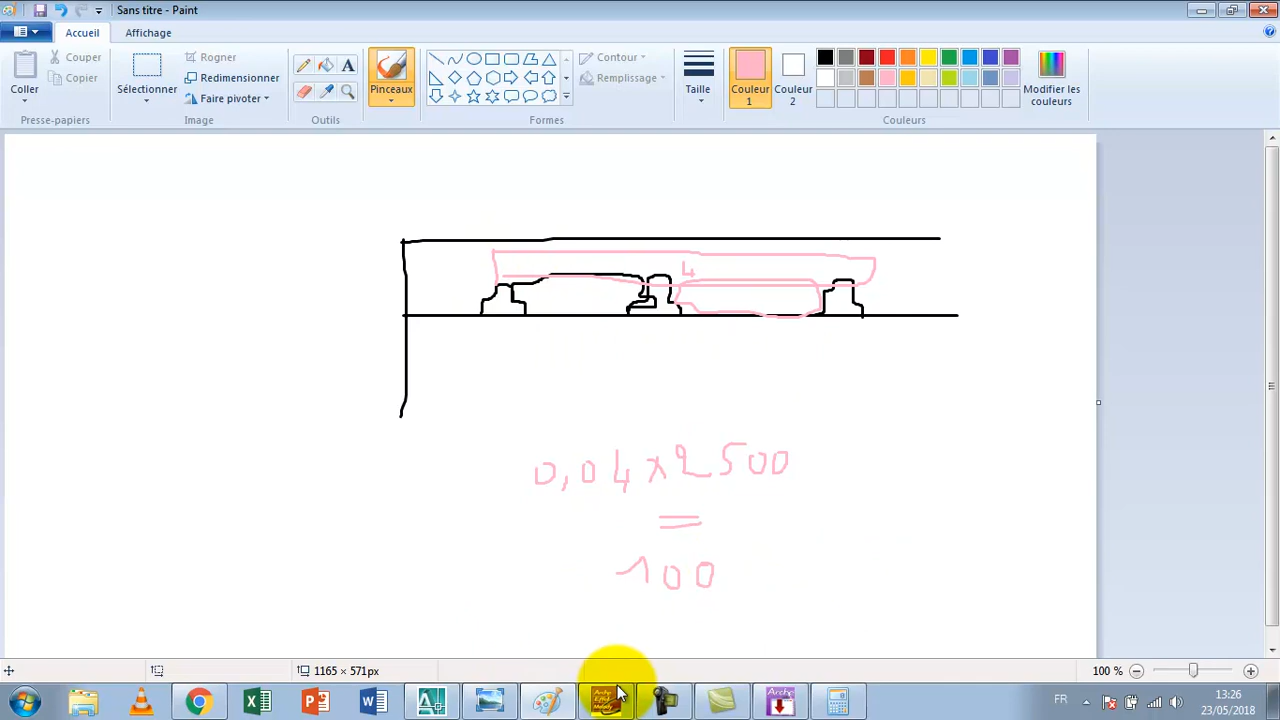 Sans titre - Paint
Accueil
Affichage
Coller
Couper
Copier
Presse-papiers
Sélectionner
Rogner
Redimensionner
Faire pivoter
Image
Outils
Pinceaux
Contour
Remplissage
Formes
Taille
Couleur 1
Couleur 2
Modifier les couleurs
Couleurs
4
0,04 x 2500
=
100
1165 × 571px
100 %
FR
13:26
23/05/2018